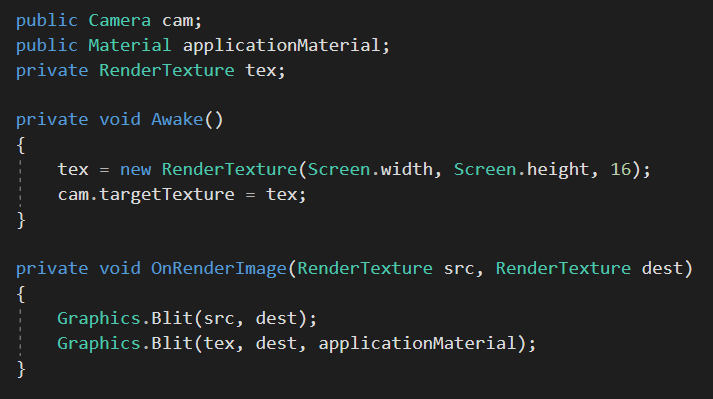 public Camera cam;
public Material applicationMaterial;
private RenderTexture tex;
private void Awake()
{
tex = new RenderTexture(Screen.width, Screen.height, 16);
cam.targetTexture = tex;
}
private void OnRenderImage(RenderTexture src, RenderTexture dest)
{
Graphics.Blit(src, dest);
Graphics.Blit(tex, dest, applicationMaterial);
}